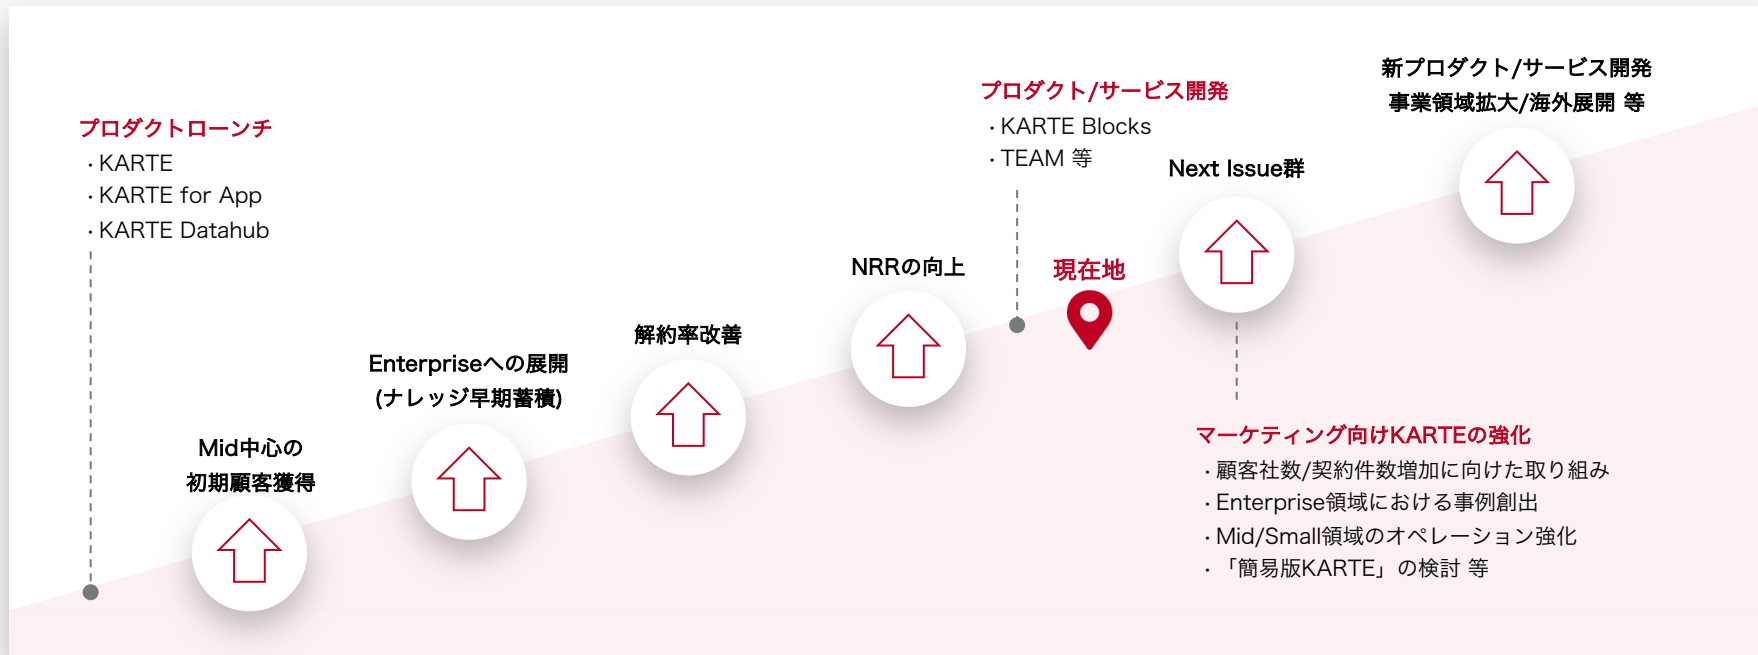 プロダクトローンチ
・KARTE
・KARTE for App
・KARTE Datahub
Mid中心の
初期顧客獲得
Enterpriseへの展開
(ナレッジ早期蓄積)
解約率改善
NRRの向上
プロダクト/サービス開発
・KARTE Blocks
・TEAM 等
現在地
Next Issue群
マーケティング向けKARTEの強化
・顧客社数/契約件数増加に向けた取り組み
・Enterprise領域における事例創出
・Mid/Small領域のオペレーション強化
・「簡易版KARTE」の検討 等
新プロダクト/サービス開発
事業領域拡大/海外展開 等